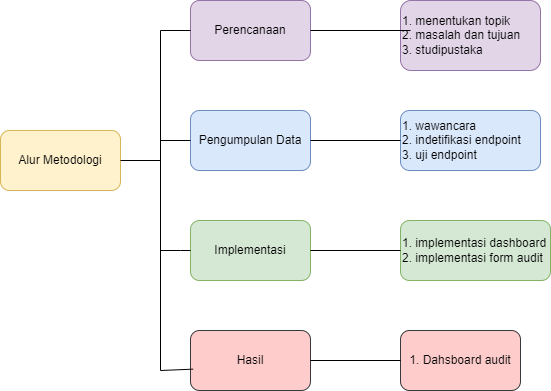 Perencanaan
1. menentukan topik
2. masalah dan tujuan
3. studipustaka
Alur Metodologi
Pengumpulan Data
1. wawancara
2. indetifikasi endpoint
3. uji endpoint
Implementasi
1. implementasi dashboard
2. implementasi form audit
Hasil
1. Dahsboard audit